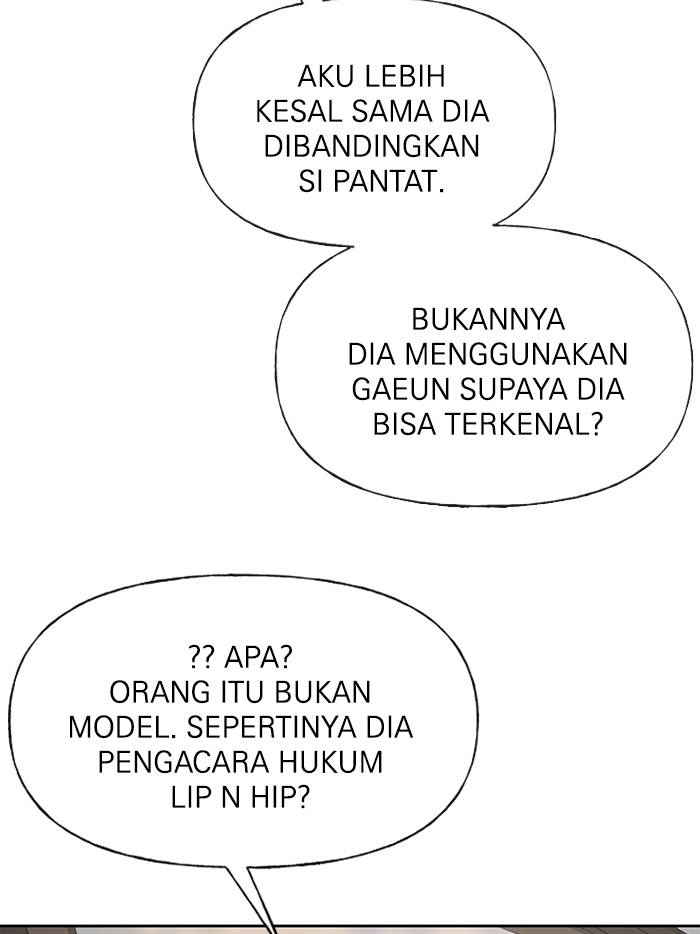 AKU LEBIH
KESAL SAMA DIA
DIBANDINGKAN
SI PANTAT.
BUKANNYA
DIA MENGGUNAKAN
GAEUN SUPAYA DIA
BISA TERKENAL?
?? APA?
ORANG ITU BUKAN
MODEL. SEPERTINYA DIA
PENGACARA HUKUM
LIP N HIP?